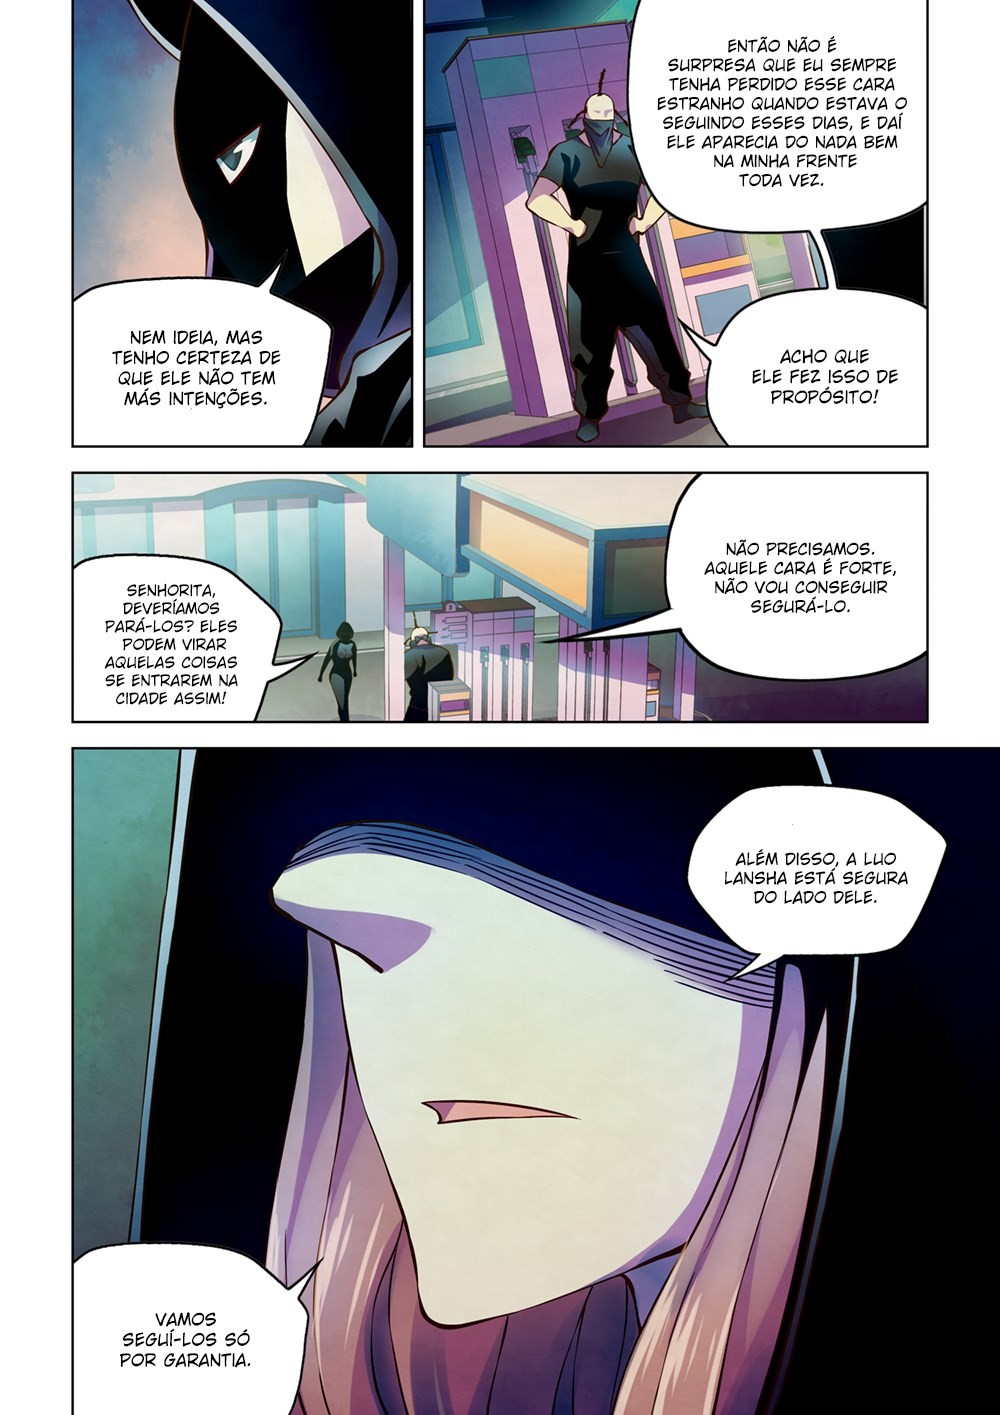 NEM IDEIA, MAS
TENHO CERTEZA DE
QUE ELE NÃO TEM
MÁS INTENÇÕES.
ENTÃO NÃO É
SURPRESA QUE EU SEMPRE
TENHA PERDIDO ESSE CARA
ESTRANHO QUANDO ESTAVA O
SEGUINDO ESSES DIAS, E DAÍ
ELE APARECIA DO NADA BEM
NA MINHA FRENTE
TODA VEZ.
ACHO QUE
ELE FEZ ISSO DE
PROPÓSITO!
SENHORITA,
DEVERÍAMOS
PARÁ-LOS? ELES
PODEM VIRAR
AQUELAS COISAS
SE ENTRAREM NA
CIDADE ASSIM!
NÃO PRECISAMOS.
AQUELE CARA É FORTE,
NÃO VOU CONSEGUIR
SEGURÁ-LO.
ALÉM DISSO, A LUO
LANSHA ESTÁ SEGURA
DO LADO DELE.
VAMOS
SEGUÍ-LOS SÓ
POR GARANTIA.